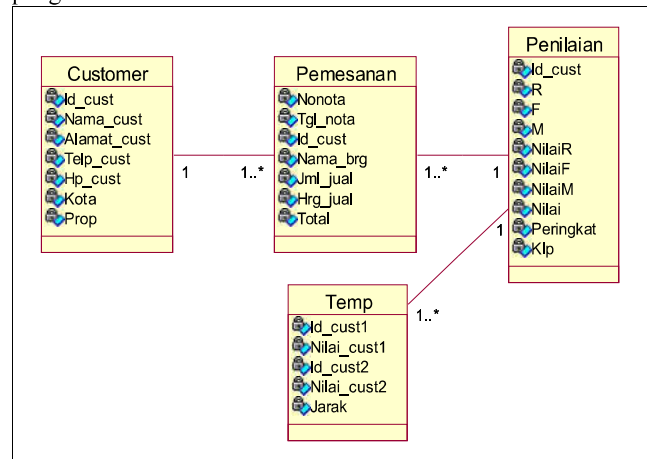 Customer
Id_cust
Nama_cust
Alamat_cust
Telp_cust
Hp_cust
Kota
Prop
1
1..*
Pemesanan
Nonota
Tgl_nota
Id_cust
Nama_brg
Jml_jual
Hrg_jual
Total
1..*
1
Penilaian
Id_cust
R
F
M
NilaiR
NilaiF
NilaiM
Nilai
Peringkat
Klp
1
1..*
Temp
Id_cust1
Nilai_cust1
Id_cust2
Nilai_cust2
Jarak